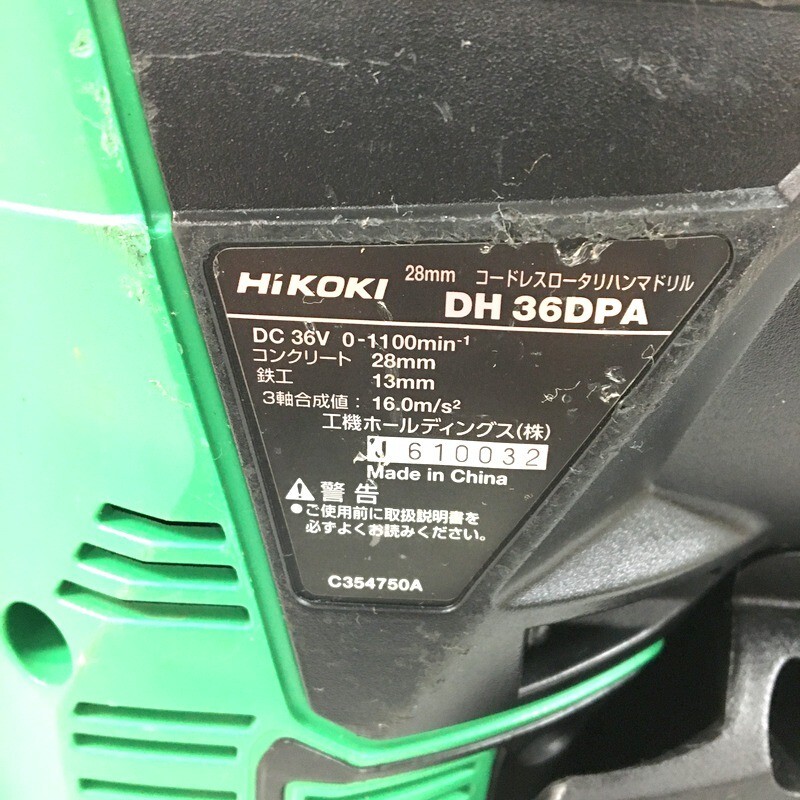 HiKOKI 28mm コードレスロータリハンマドリル
DH 36DPA
DC 36V 0-1100min-1
コンクリート 28mm
鉄工 13mm
3軸合成値: 16.0m/s²
工機ホールディングス(株)
610032
Made in China
警告
●ご使用前に取扱説明書を
必ずよくお読みください。
C354750A